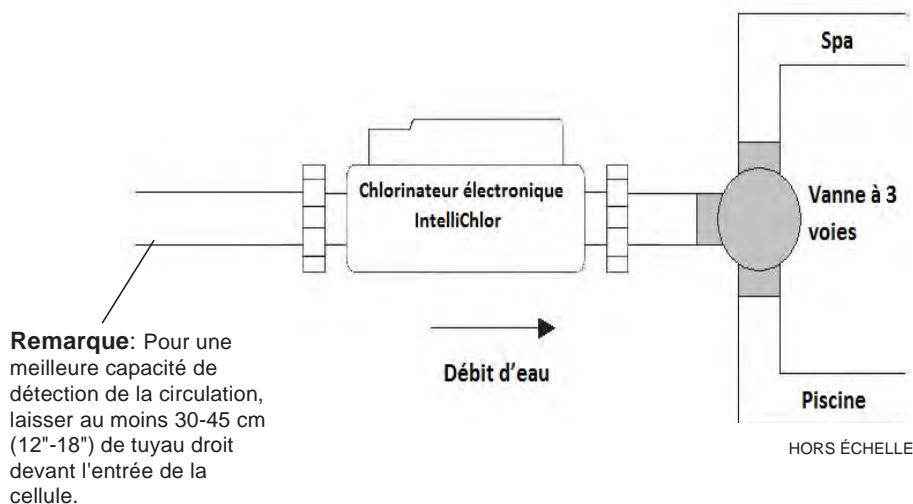 Spa
Chlorinateur électronique
IntelliChlor
Vanne à 3
voies
Remarque: Pour une
meilleure capacité de
détection de la circulation,
laisser au moins 30-45 cm
(12"-18") de tuyau droit
devant l'entrée de la
cellule.
Débit d'eau
Piscine
HORS ÉCHELLE